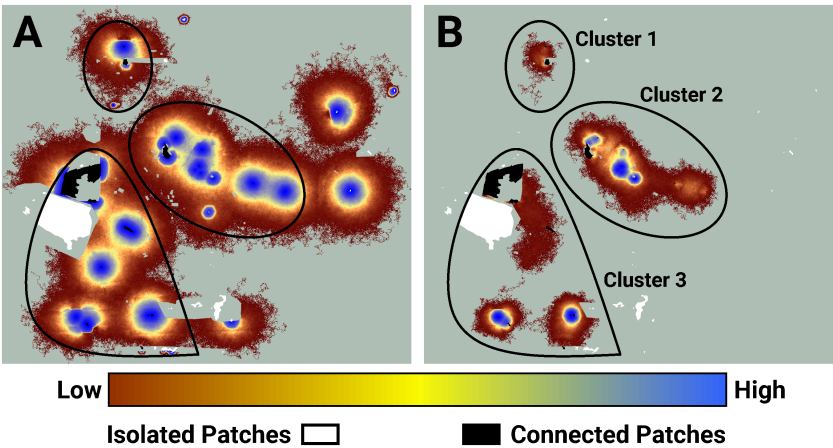 A
B
Cluster 1
Cluster 2
Cluster 3
Low
High
Isolated Patches
Connected Patches